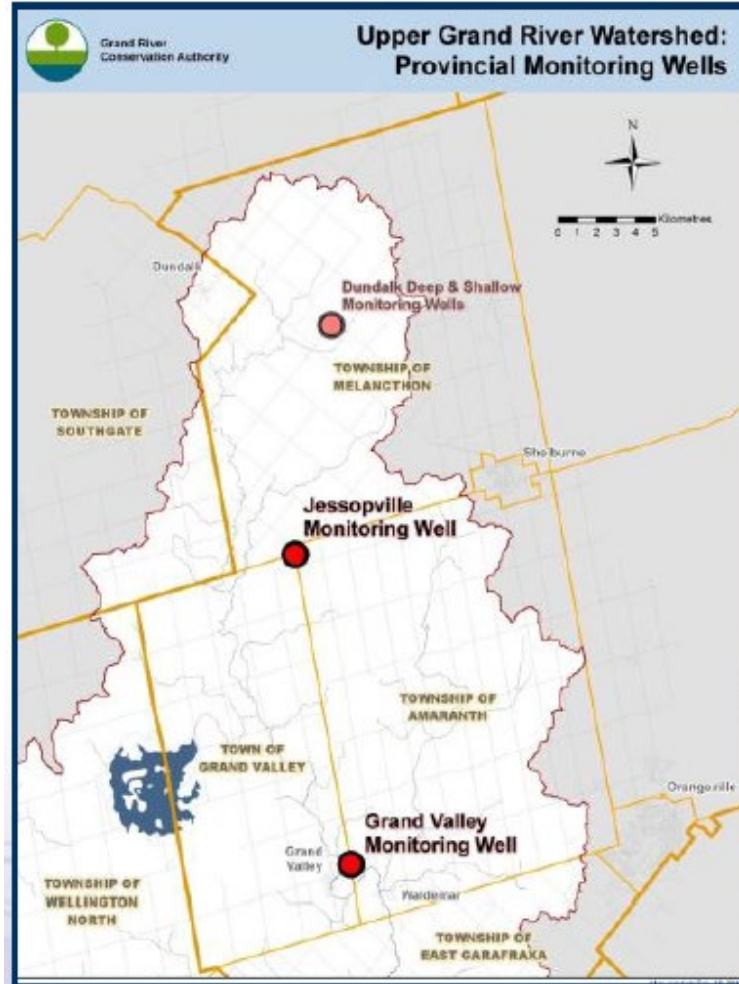 Grand River
Conservation Authority
Upper Grand River Watershed:
Provincial Monitoring Wells
N
Kilometres
0 1 2 3 4 5
Dundalk
Dundalk Deep & Shallow
Monitoring Wells
TOWNSHIP OF
MELANCTHON
TOWNSHIP OF
SOUTHGATE
Shelburne
Jessopville
Monitoring Well
TOWNSHIP OF
AMARANTH
TOWN OF
GRAND VALLEY
Orangeville
Grand Valley
Monitoring Well
Grand
Valley
Waldemar
TOWNSHIP OF
WELLINGTON
NORTH
TOWNSHIP OF
EAST GARAFRAXA